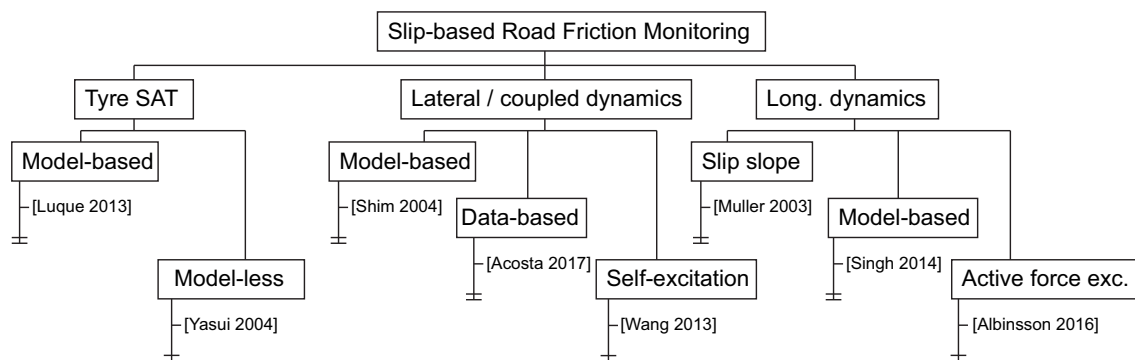 Slip-based Road Friction Monitoring
Tyre SAT
Lateral / coupled dynamics
Long. dynamics
Model-based
Model-based
Slip slope
[Luque 2013]
[Shim 2004]
[Muller 2003]
Data-based
Model-based
[Acosta 2017]
[Singh 2014]
Model-less
Self-excitation
Active force exc.
[Yasui 2004]
[Wang 2013]
[Albinsson 2016]